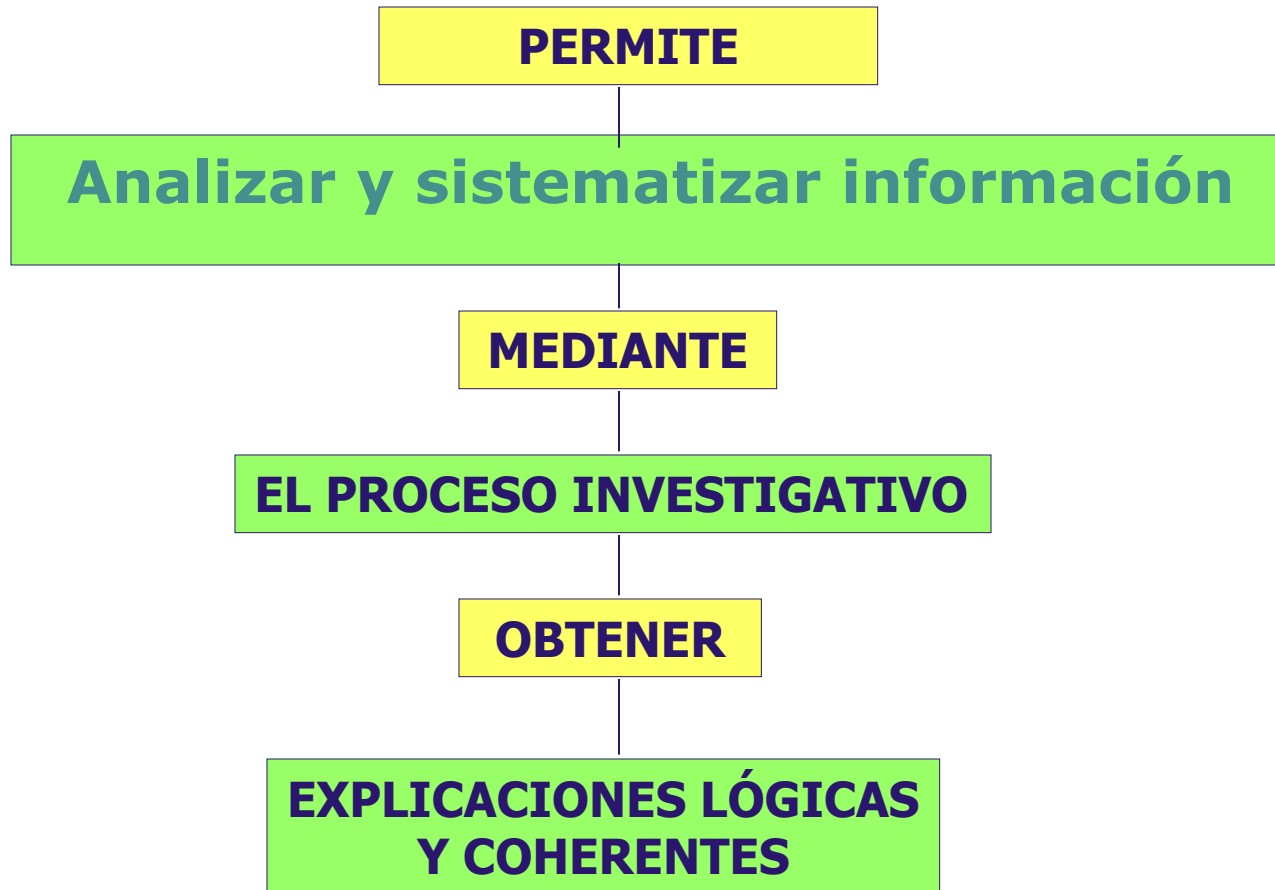 PERMITE
Analizar y sistematizar información
MEDIANTE
EL PROCESO INVESTIGATIVO
OBTENER
EXPLICACIONES LÓGICAS
Y COHERENTES